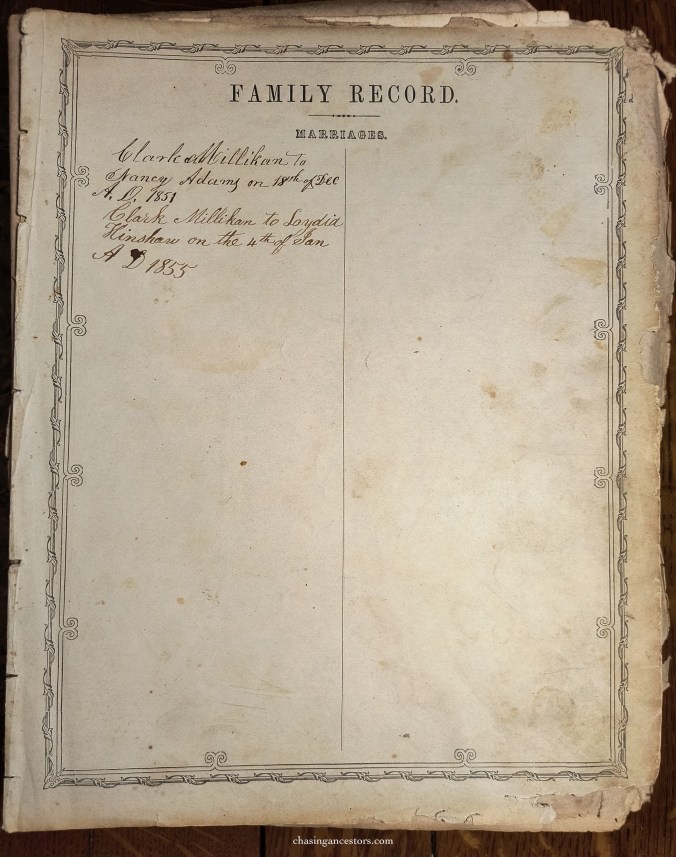 FAMILY RECORD.
MARRIAGES.
Clark Millikan to
Nancy Adams on 18th of Dec
A. D. 1851
Clark Millikan to Loydia
Hinshaw on the 4th of Jan
A D 1855
chasingancestors.com